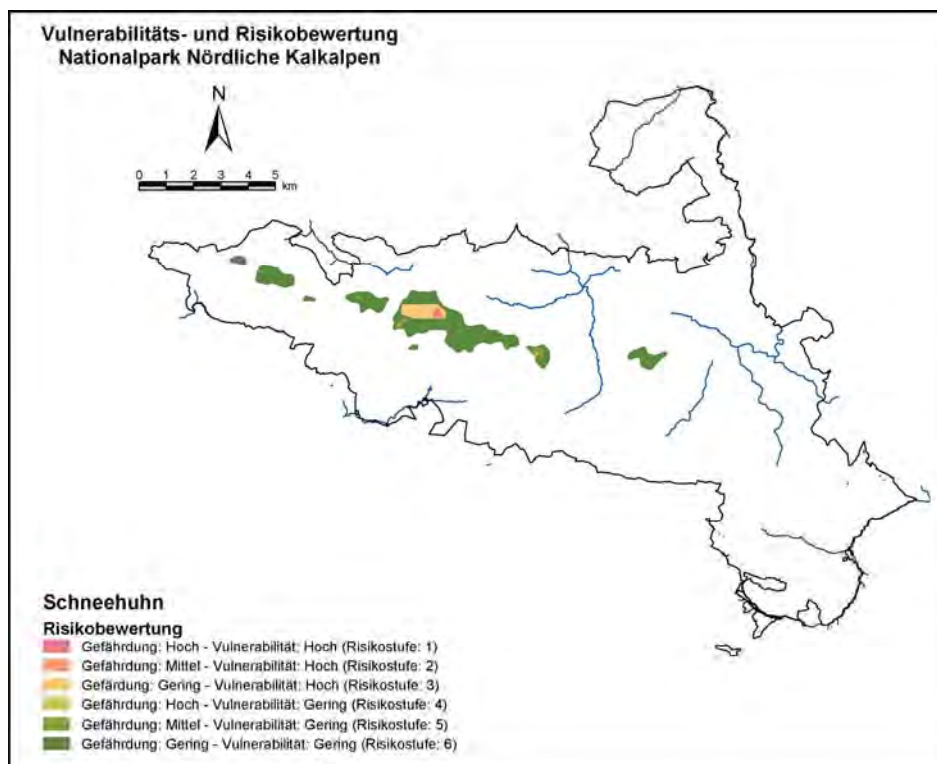 Vulnerabilitäts- und Risikobewertung
Nationalpark Nördliche Kalkalpen
N
0 1 2 3 4 5
km
Schneehuhn
Risikobewertung
Gefährdung: Hoch - Vulnerabilität: Hoch (Risikostufe: 1)
Gefährdung: Mittel - Vulnerabilität: Hoch (Risikostufe: 2)
Gefärdung: Gering - Vulnerabilität: Hoch (Risikostufe: 3)
Gefährdung: Hoch - Vulnerabilität: Gering (Risikostufe: 4)
Gefährdung: Mittel - Vulnerabilität: Gering (Risikostufe: 5)
Gefährdung: Gering - Vulnerabilität: Gering (Risikostufe: 6)